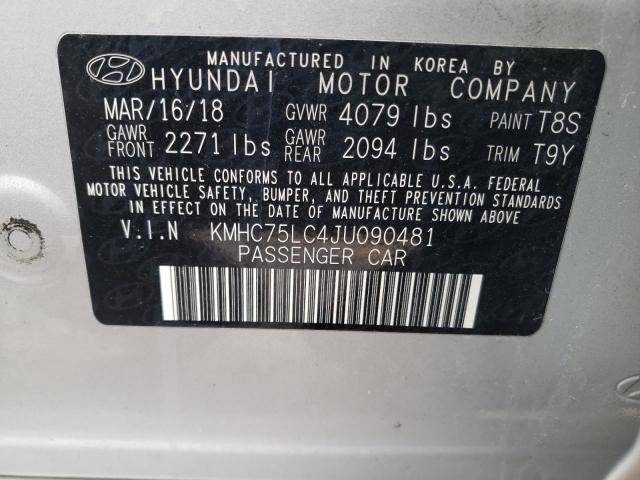 MANUFACTURED IN KOREA BY
HYUNDAI MOTOR COMPANY
MAR/16/18 GVWR 4079 lbs PAINT T8S
GAWR FRONT 2271 lbs GAWR REAR 2094 lbs TRIM T9Y
THIS VEHICLE CONFORMS TO ALL APPLICABLE U.S.A. FEDERAL
MOTOR VEHICLE SAFETY, BUMPER, AND THEFT PREVENTION STANDARDS
IN EFFECT ON THE DATE OF MANUFACTURE SHOWN ABOVE
V.I.N KMHC75LC4JU090481
PASSENGER CAR